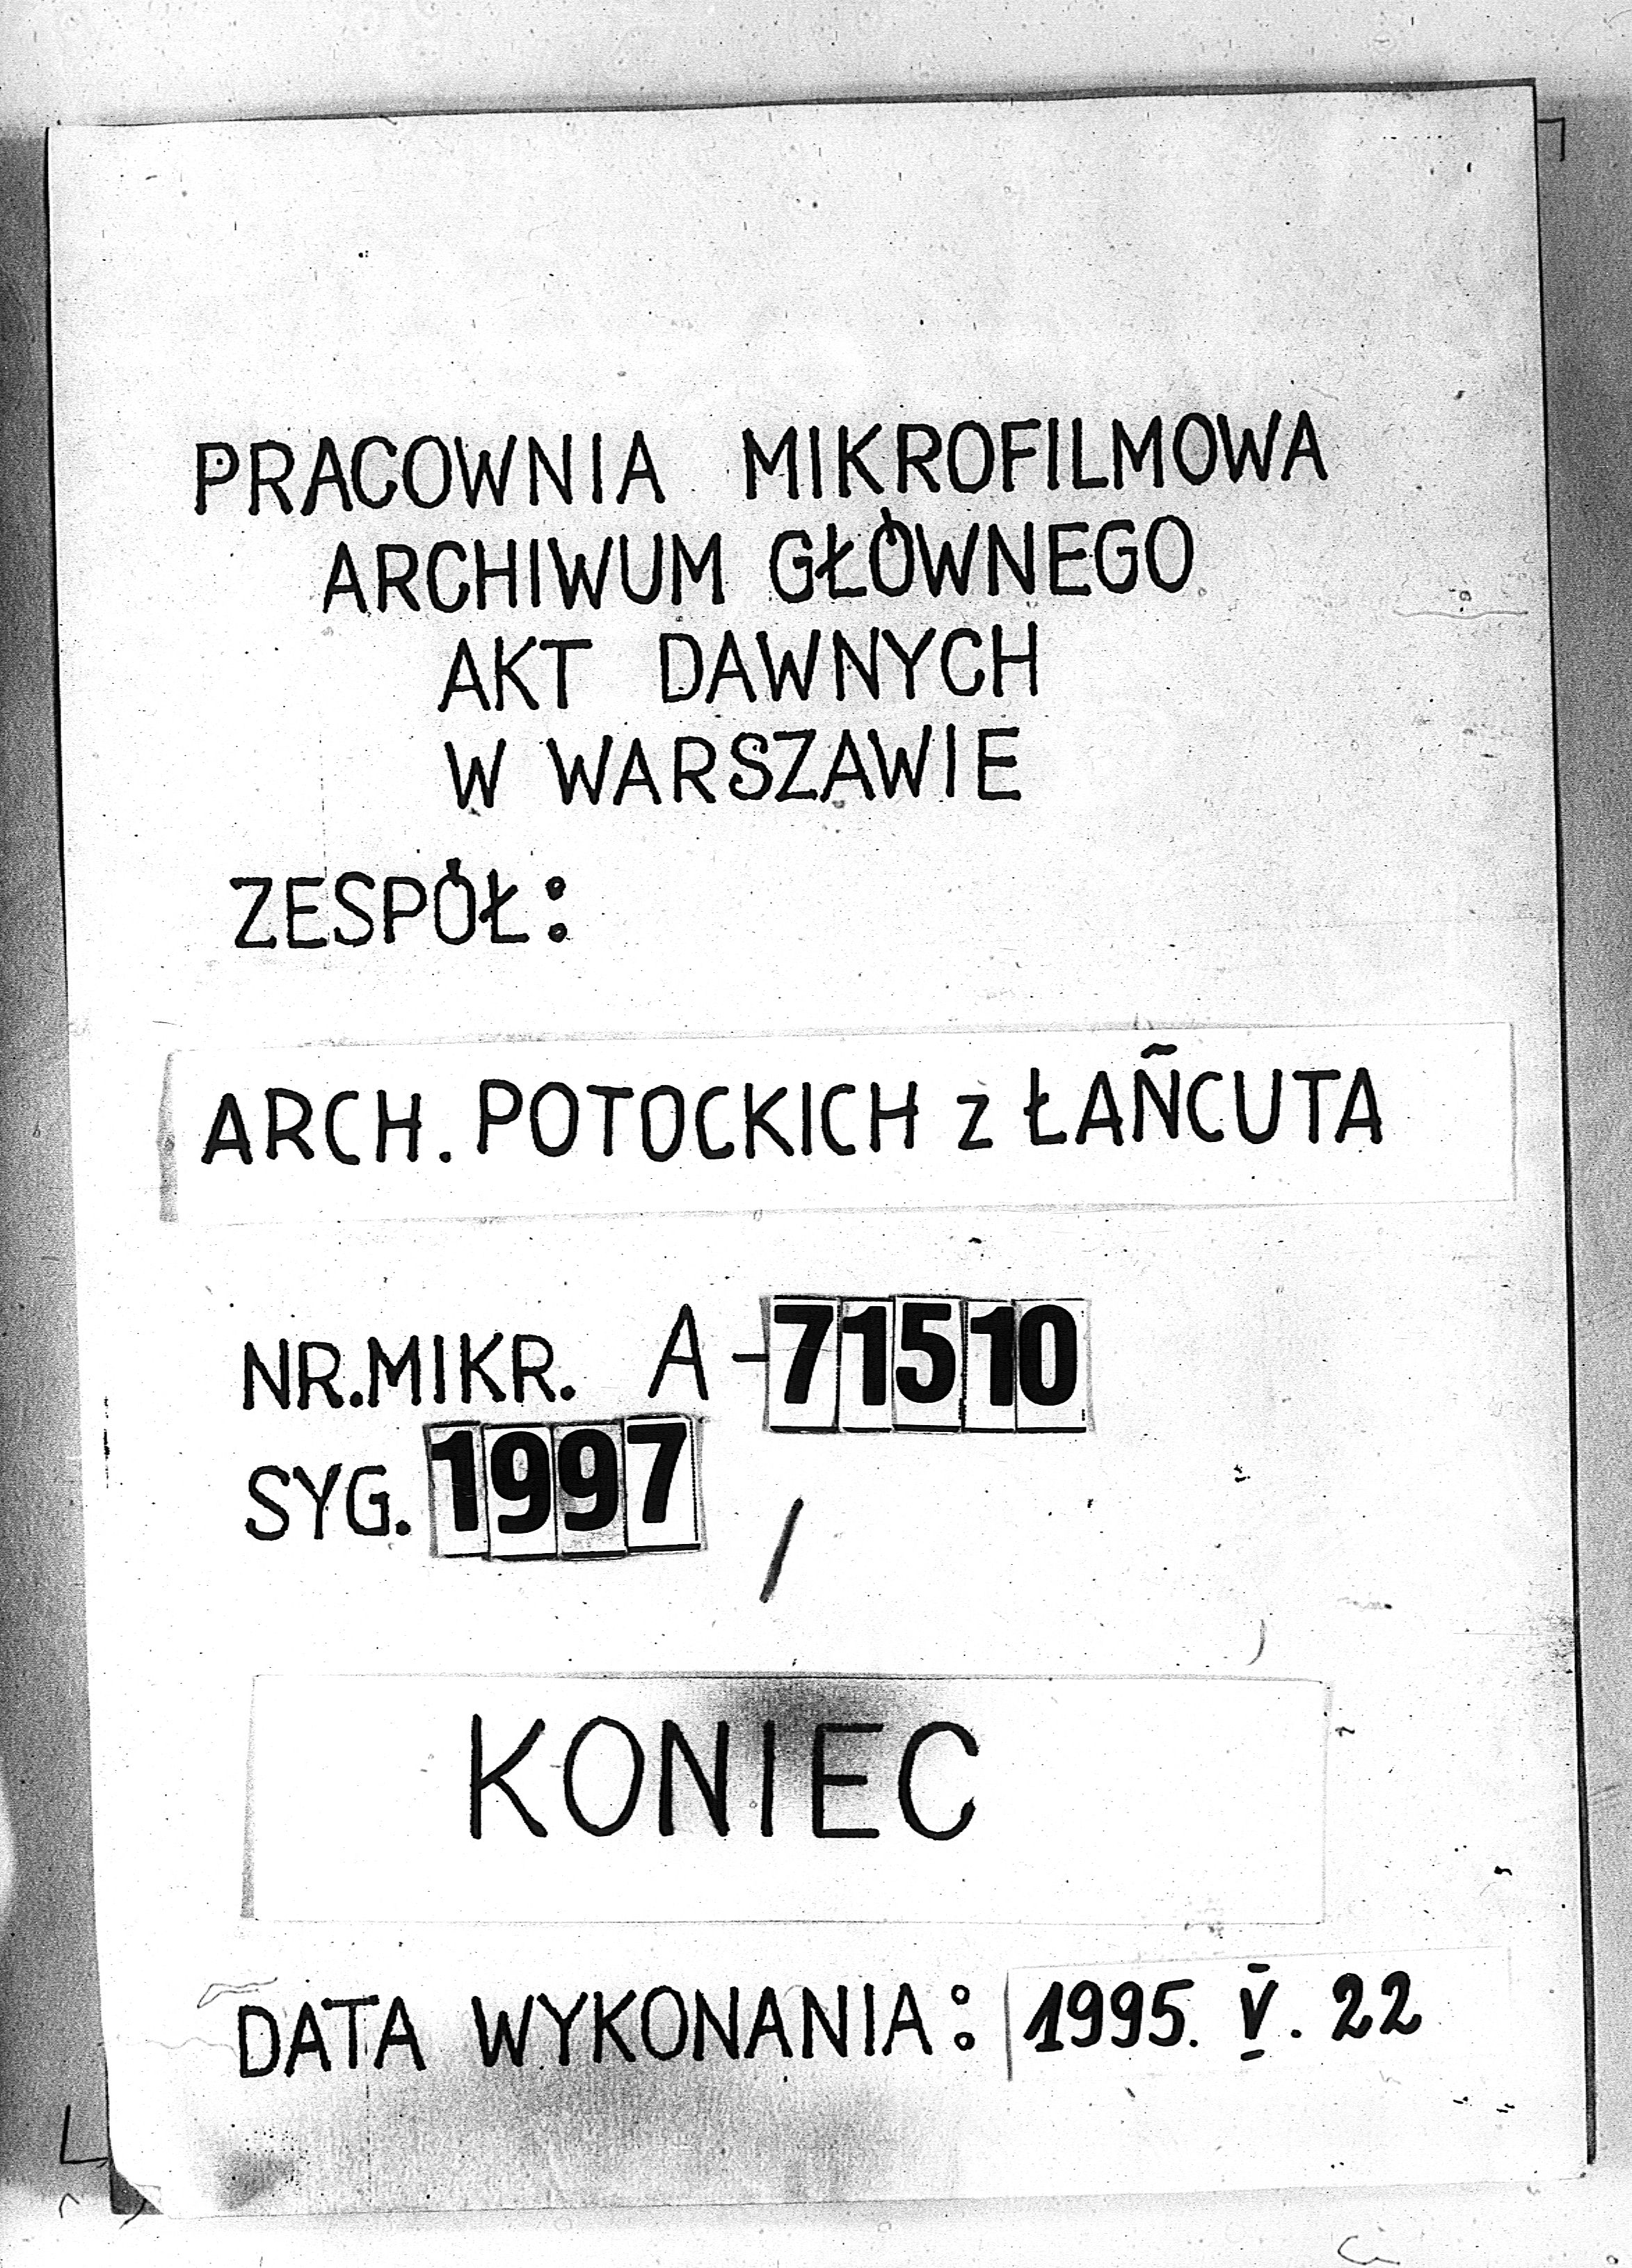 PRACOWNIA MIKROFILMOWA
ARCHIWUM GŁÓWNEGO
AKT DAWNYCH
W WARSZAWIE
ZESPÓŁ:
ARCH. POTOCKICH z ŁAŃCUTA
NR. MIKR. A-71510
SYG. 1997 /
KONIEC
DATA WYKONANIA: 1995. V. 22